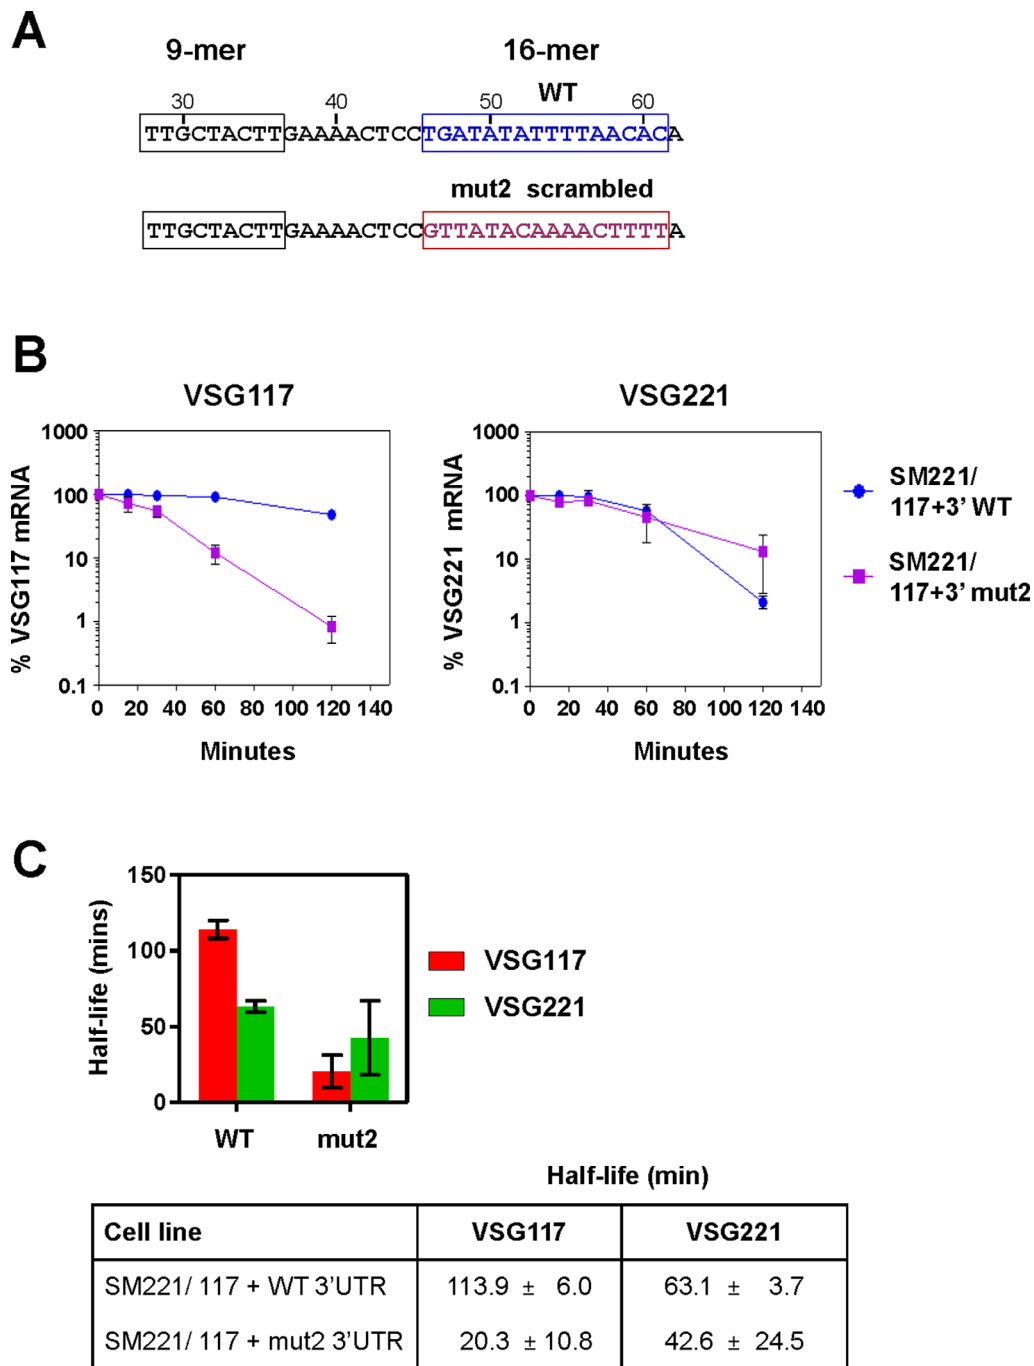 A
9-mer 16-mer
WT
30 40 50 60
TTGCTACTTGAAAACTCCTGATATATTTTAACACA
mut2 scrambled
TTGCTACTTGAAAACTCCGTTATACAAAACTTTTA
B
VSG117
1000
100
10
1
0.1
% VSG117 mRNA
0 20 40 60 80 100 120 140
Minutes
VSG221
1000
100
10
1
0.1
% VSG221 mRNA
0 20 40 60 80 100 120 140
Minutes
SM221/
117+3' WT
SM221/
117+3' mut2
C
150
100
50
0
Half-life (mins)
WT mut2
VSG117
VSG221
Half-life (min)
Cell line VSG117 VSG221
SM221/ 117 + WT 3'UTR 113.9 ± 6.0 63.1 ± 3.7
SM221/ 117 + mut2 3'UTR 20.3 ± 10.8 42.6 ± 24.5